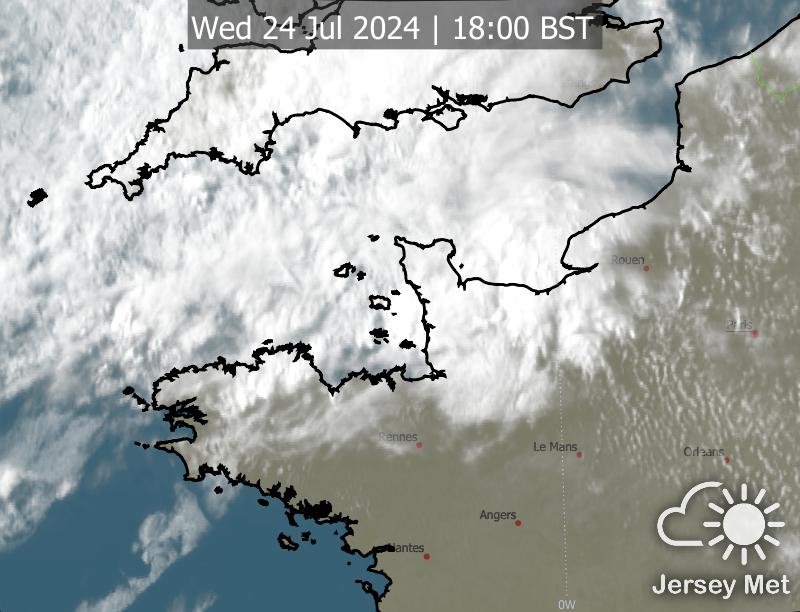 Wed 24 Jul 2024 | 18:00 BST
Rouen
Paris
Rennes
Le Mans
Orleans
Angers
Nantes
Jersey Met
0W